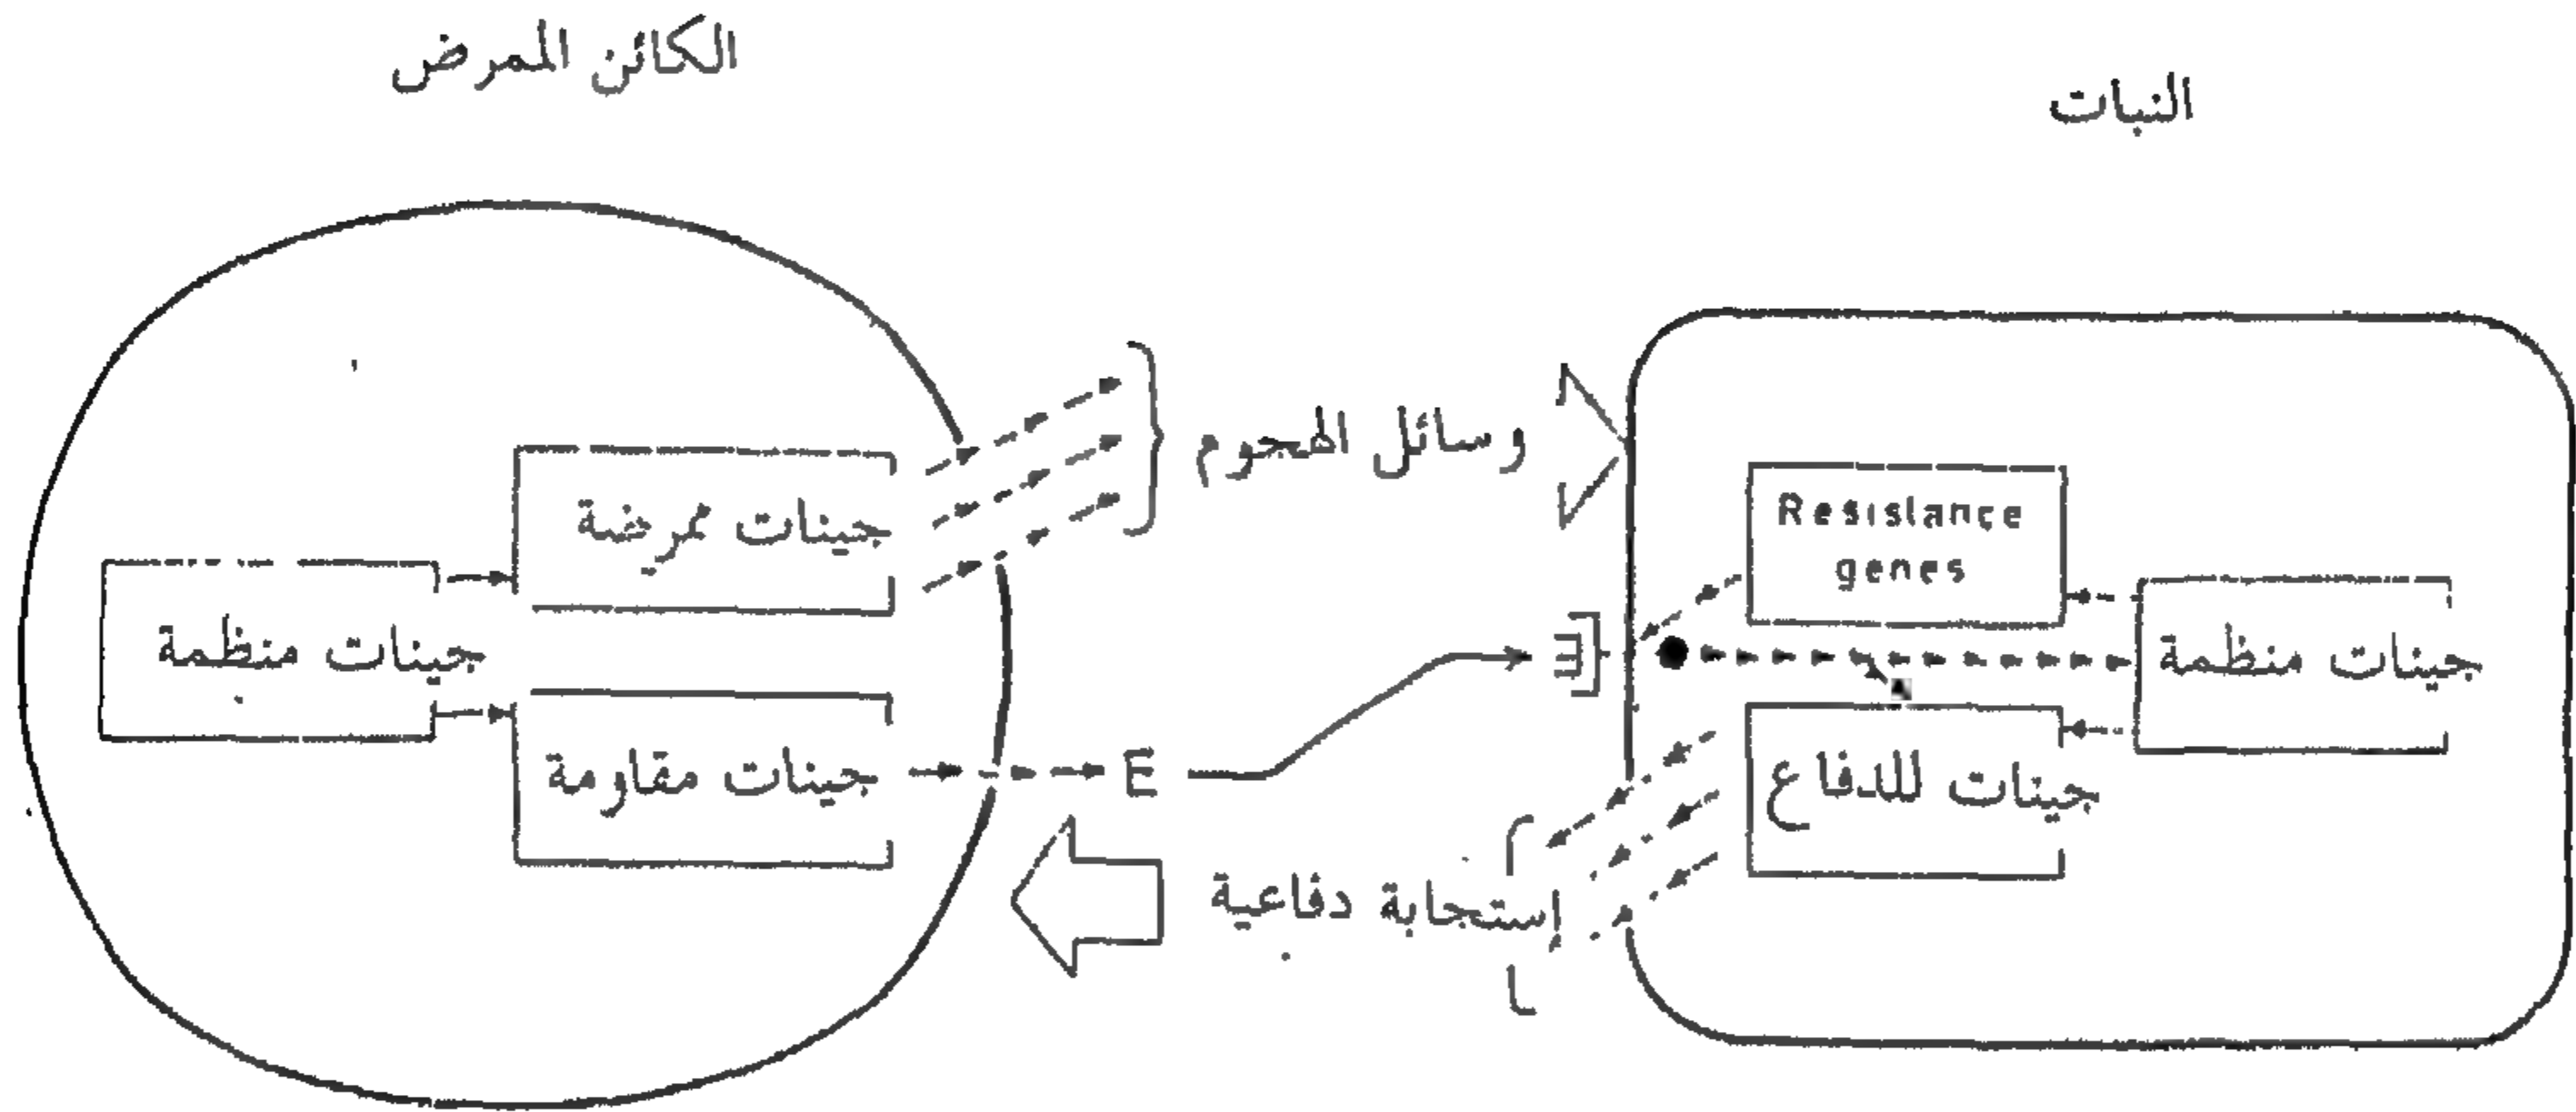 الكائن الممرض
النبات
وسائل الهجوم
جينات ممرضة
Resistance
genes
جينات منظمة
جينات منظمة
جينات مقاومة
E
E
جينات للدفاع
إستجابة دفاعية